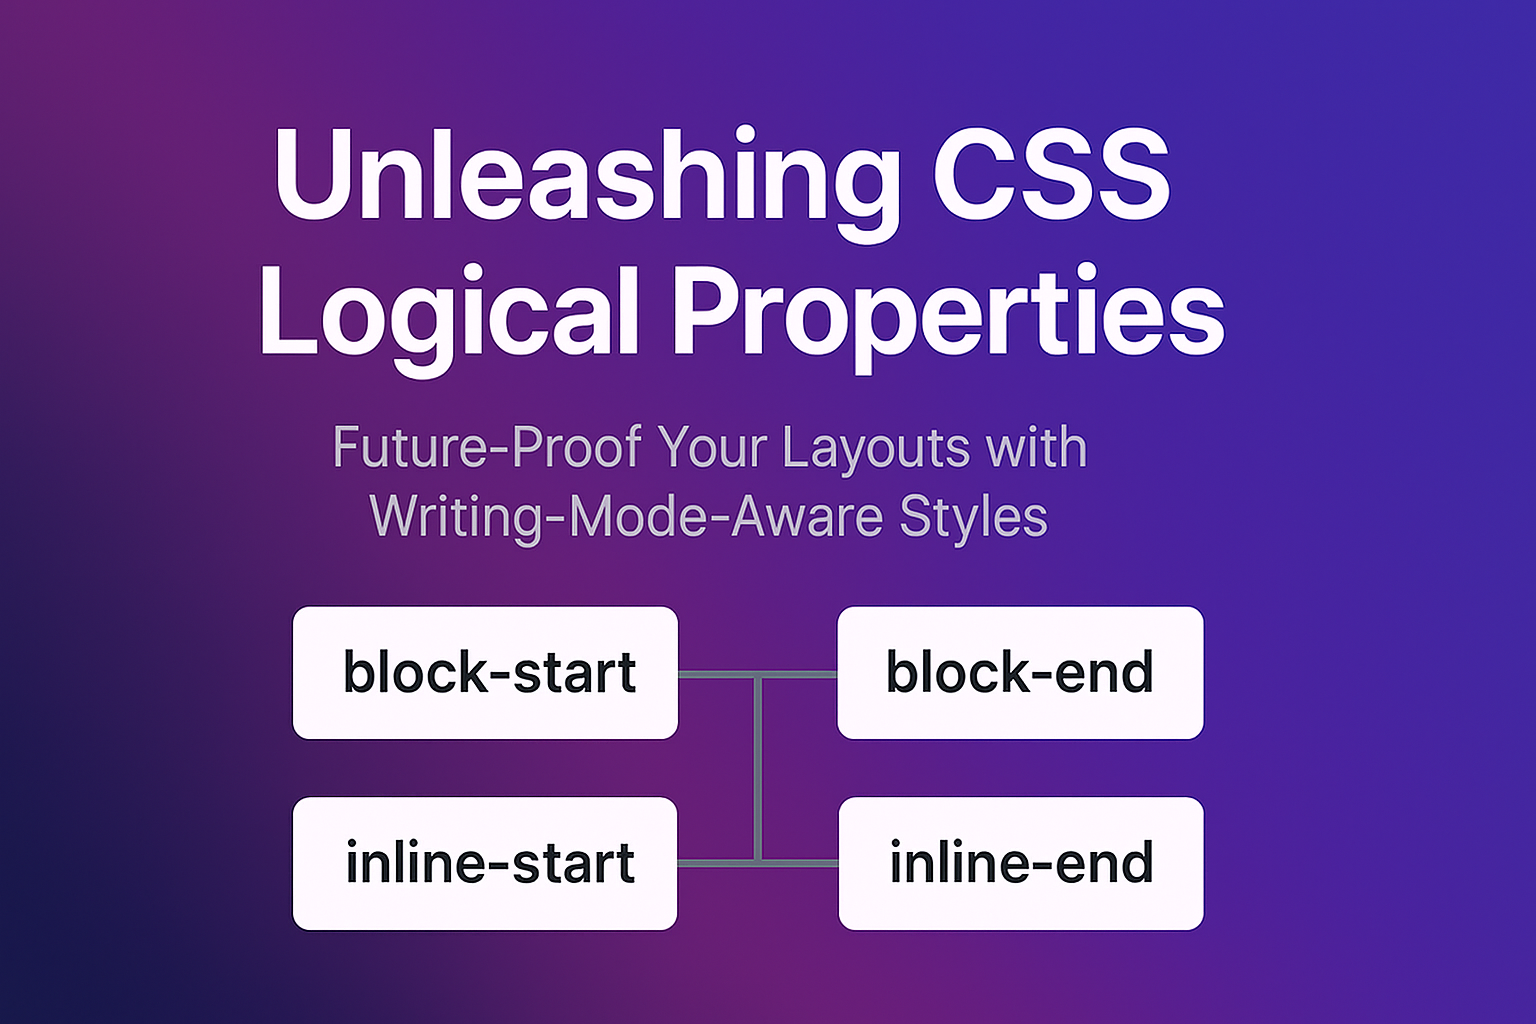 Unleashing CSS
Logical Properties
Future-Proof Your Layouts with
Writing-Mode-Aware Styles
block-start
block-end
inline-start
inline-end